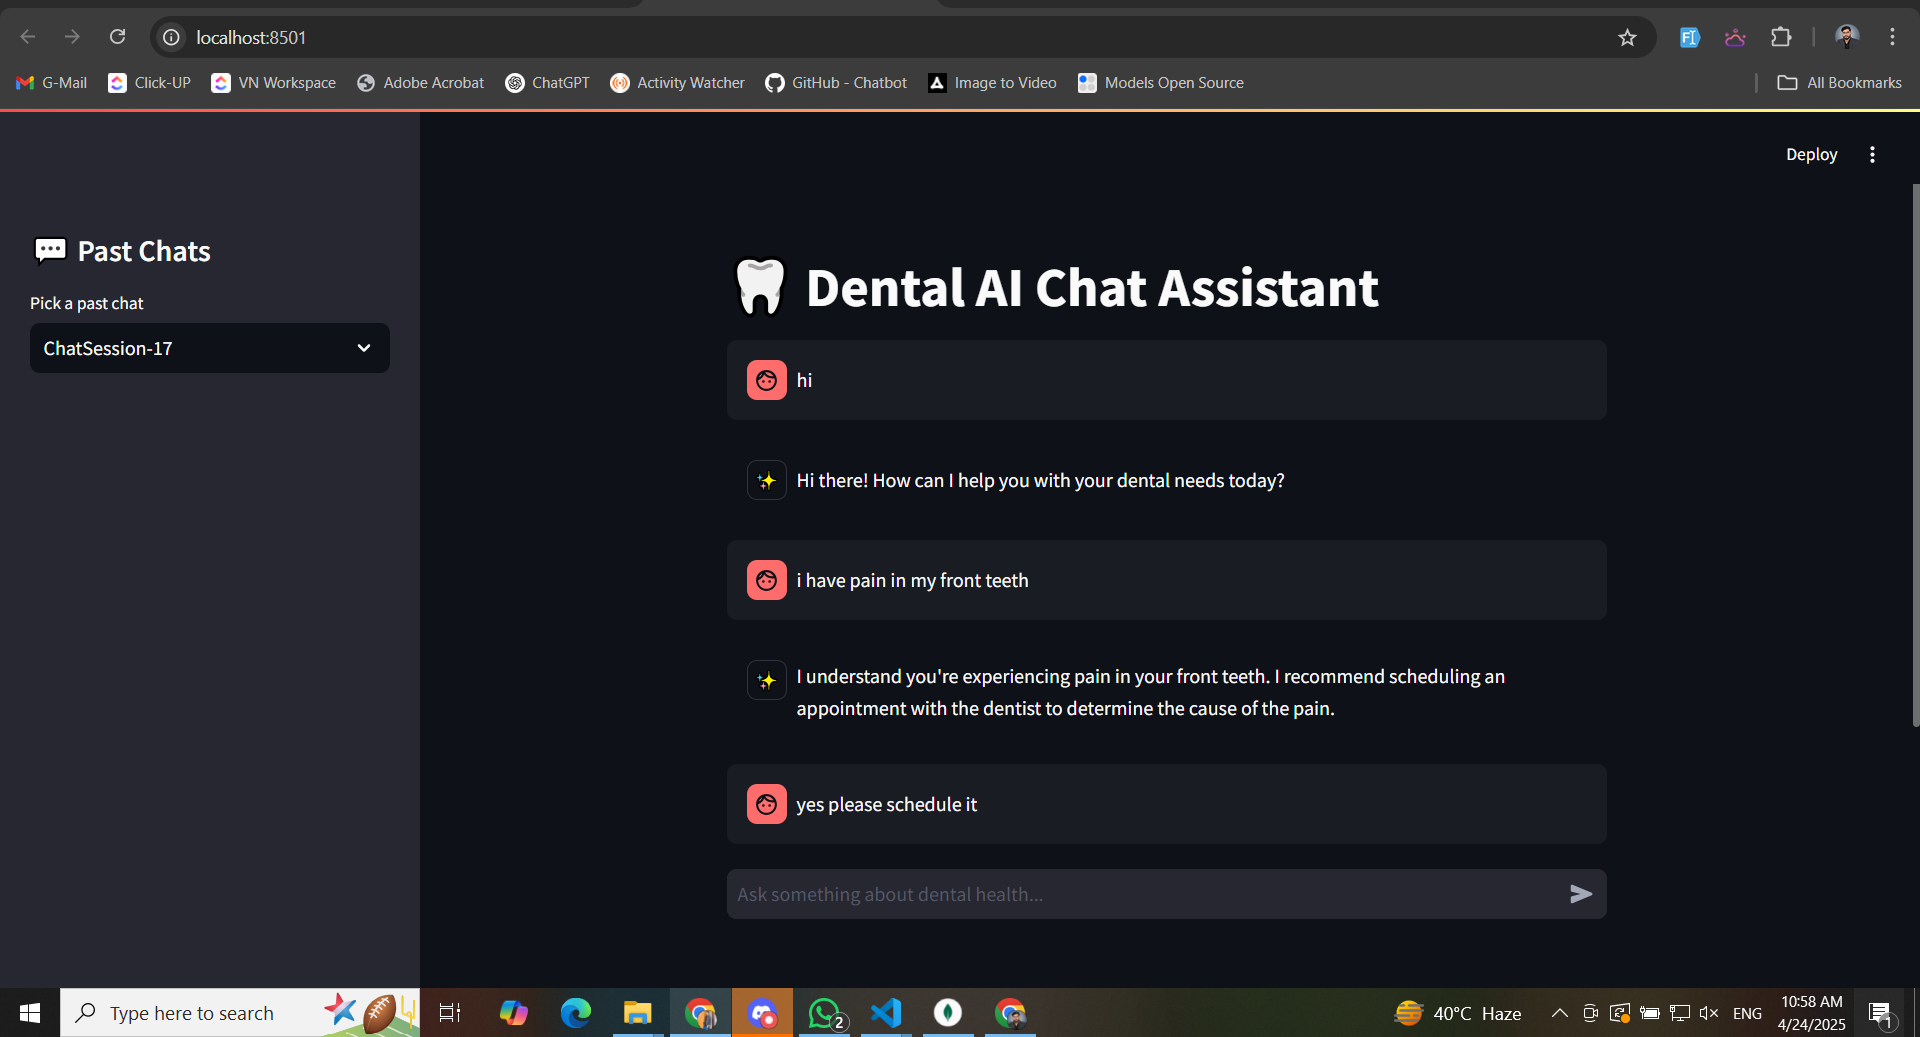 localhost:8501
G-Mail
Click-UP
VN Workspace
Adobe Acrobat
ChatGPT
Activity Watcher
GitHub - Chatbot
Image to Video
Models Open Source
All Bookmarks
Deploy
Past Chats
Pick a past chat
ChatSession-17
Dental AI Chat Assistant
hi
Hi there! How can I help you with your dental needs today?
i have pain in my front teeth
I understand you're experiencing pain in your front teeth. I recommend scheduling an
appointment with the dentist to determine the cause of the pain.
yes please schedule it
Ask something about dental health...
Type here to search
2
40°C Haze
ENG
10:58 AM
4/24/2025
1